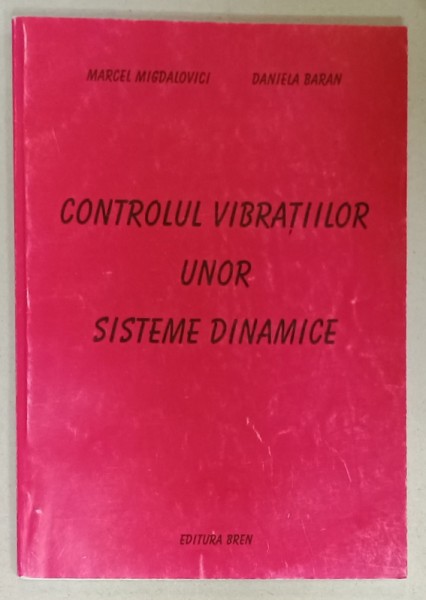 MARCEL MIGDALOVICI DANIELA BARAN
CONTROLUL VIBRAȚIILOR
UNOR
SISTEME DINAMICE
EDITURA BREN